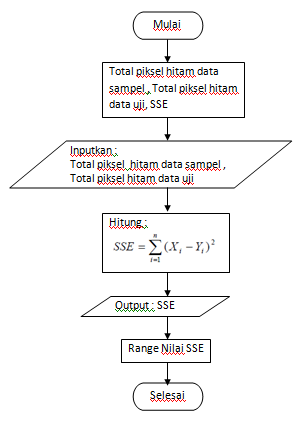 Mulai
Total piksel hitam data
sampel , Total piksel hitam
data uji, SSE
Inputkan :
Total piksel hitam data sampel ,
Total piksel hitam data uji
Hitung :
SSE = \sum_{i=1}^{n} (X_i - Y_i)^2
Output : SSE
Range Nilai SSE
Selesai